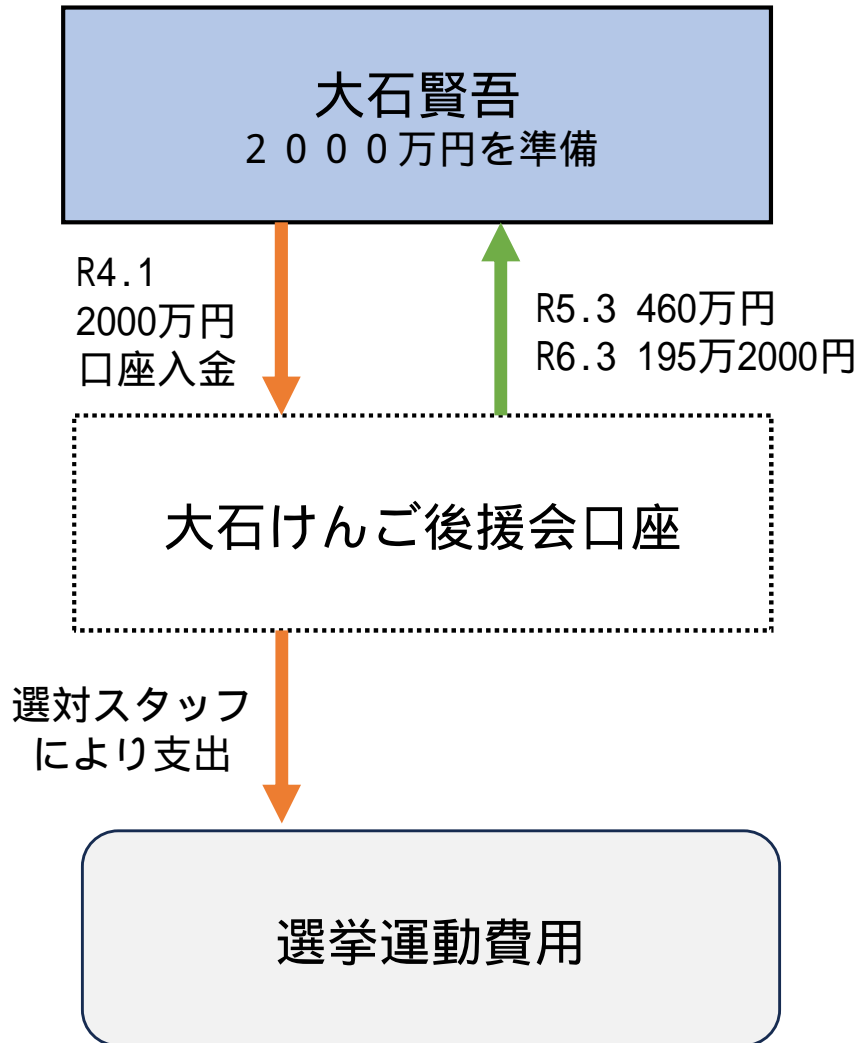 大石賢吾
２０００万円を準備
R4.1
2000万円
口座入金
R5.3 460万円
R6.3 195万2000円
大石けんご後援会口座
選対スタッフ
により支出
選挙運動費用